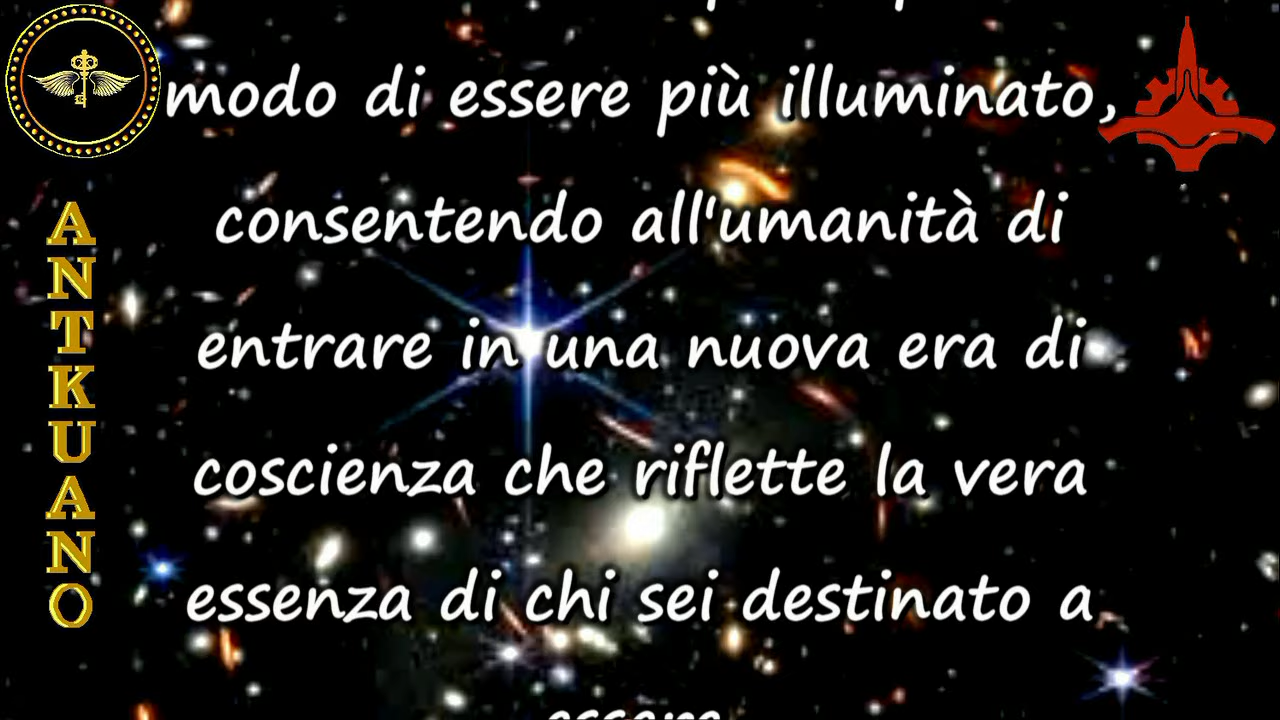 modo di essere più illuminato,
consentendo all'umanità di
entrare in una nuova era di
coscienza che riflette la vera
essenza di chi sei destinato a
essere
ANTKUANO